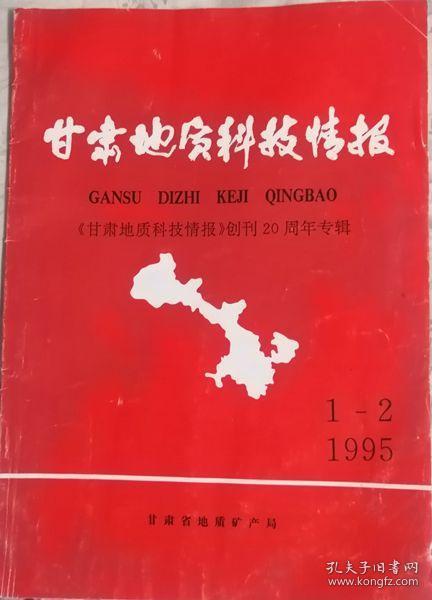 甘肃地质科技情报
GANSU DIZHI KEJI QINGBAO
《甘肃地质科技情报》创刊20周年专辑
1-2
1995
甘肃省地质矿产局
孔夫子旧书网
www.kongfz.com